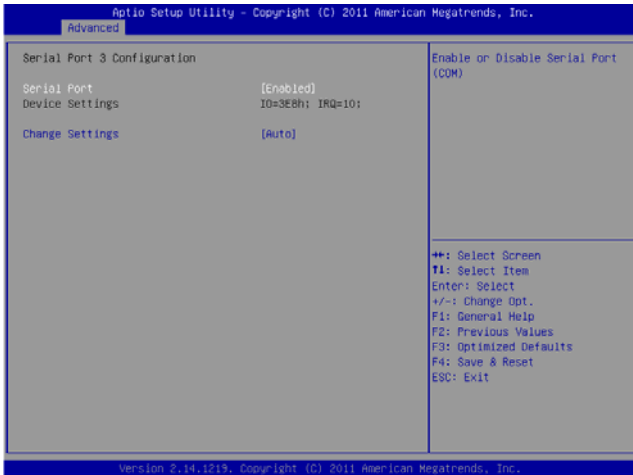 Aptio Setup Utility - Copyright (C) 2011 American Megatrends, Inc.
Advanced
Serial Port 3 Configuration
Serial Port [Enabled]
Device Settings IO=3E8h; IRQ=10;
Change Settings [Auto]
Enable or Disable Serial Port
(COM)
→←: Select Screen
↑↓: Select Item
Enter: Select
+/-: Change Opt.
F1: General Help
F2: Previous Values
F3: Optimized Defaults
F4: Save & Reset
ESC: Exit
Version 2.14.1219. Copyright (C) 2011 American Megatrends, Inc.